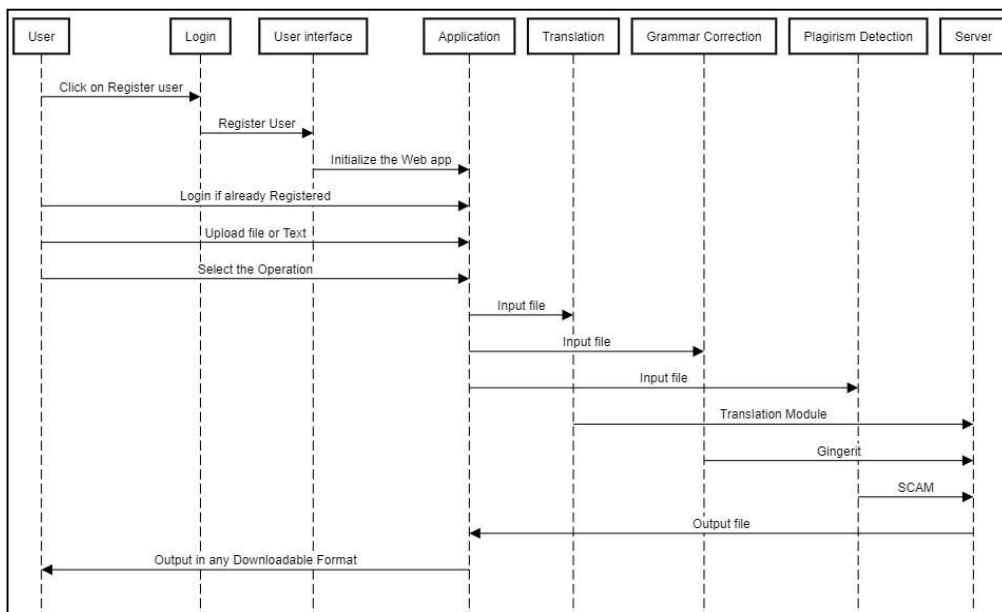 User
Login
User interface
Application
Translation
Grammar Correction
Plagirism Detection
Server
Click on Register user
Register User
Initialize the Web app
Login if already Registered
Upload file or Text
Select the Operation
Input file
Input file
Input file
Translation Module
Gingerit
SCAM
Output file
Output in any Downloadable Format